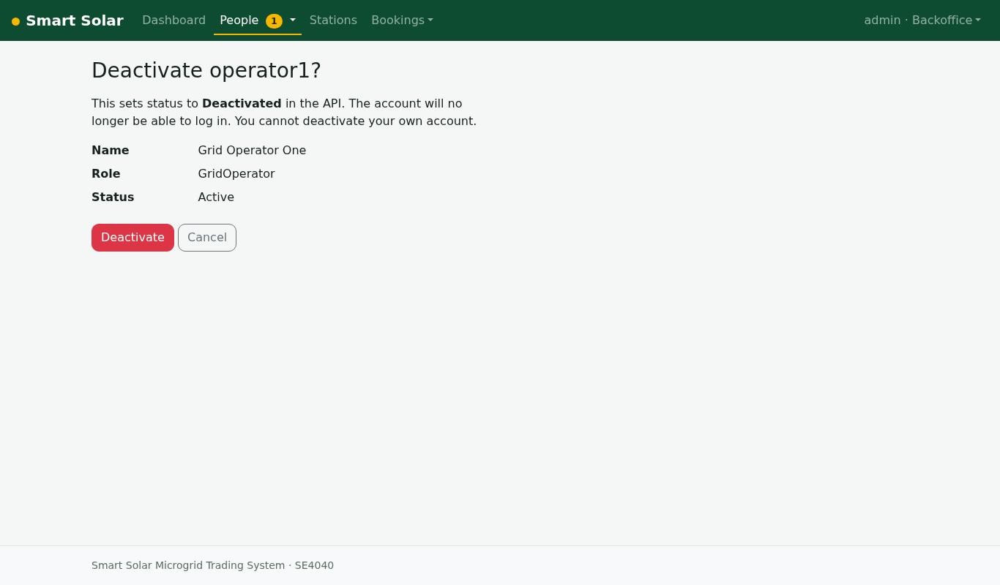 Smart Solar Dashboard People 1 Stations Bookings admin · Backoffice
Deactivate operator1?
This sets status to Deactivated in the API. The account will no
longer be able to log in. You cannot deactivate your own account.
Name Grid Operator One
Role GridOperator
Status Active
Deactivate Cancel
Smart Solar Microgrid Trading System · SE4040